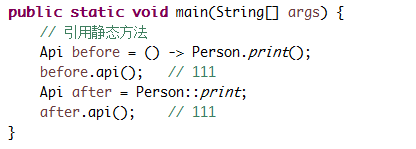 public static void main(String[] args) {
// 引用静态方法
Api before = () -> Person.print();
before.api();   // 111
Api after = Person::print;
after.api();    // 111
}